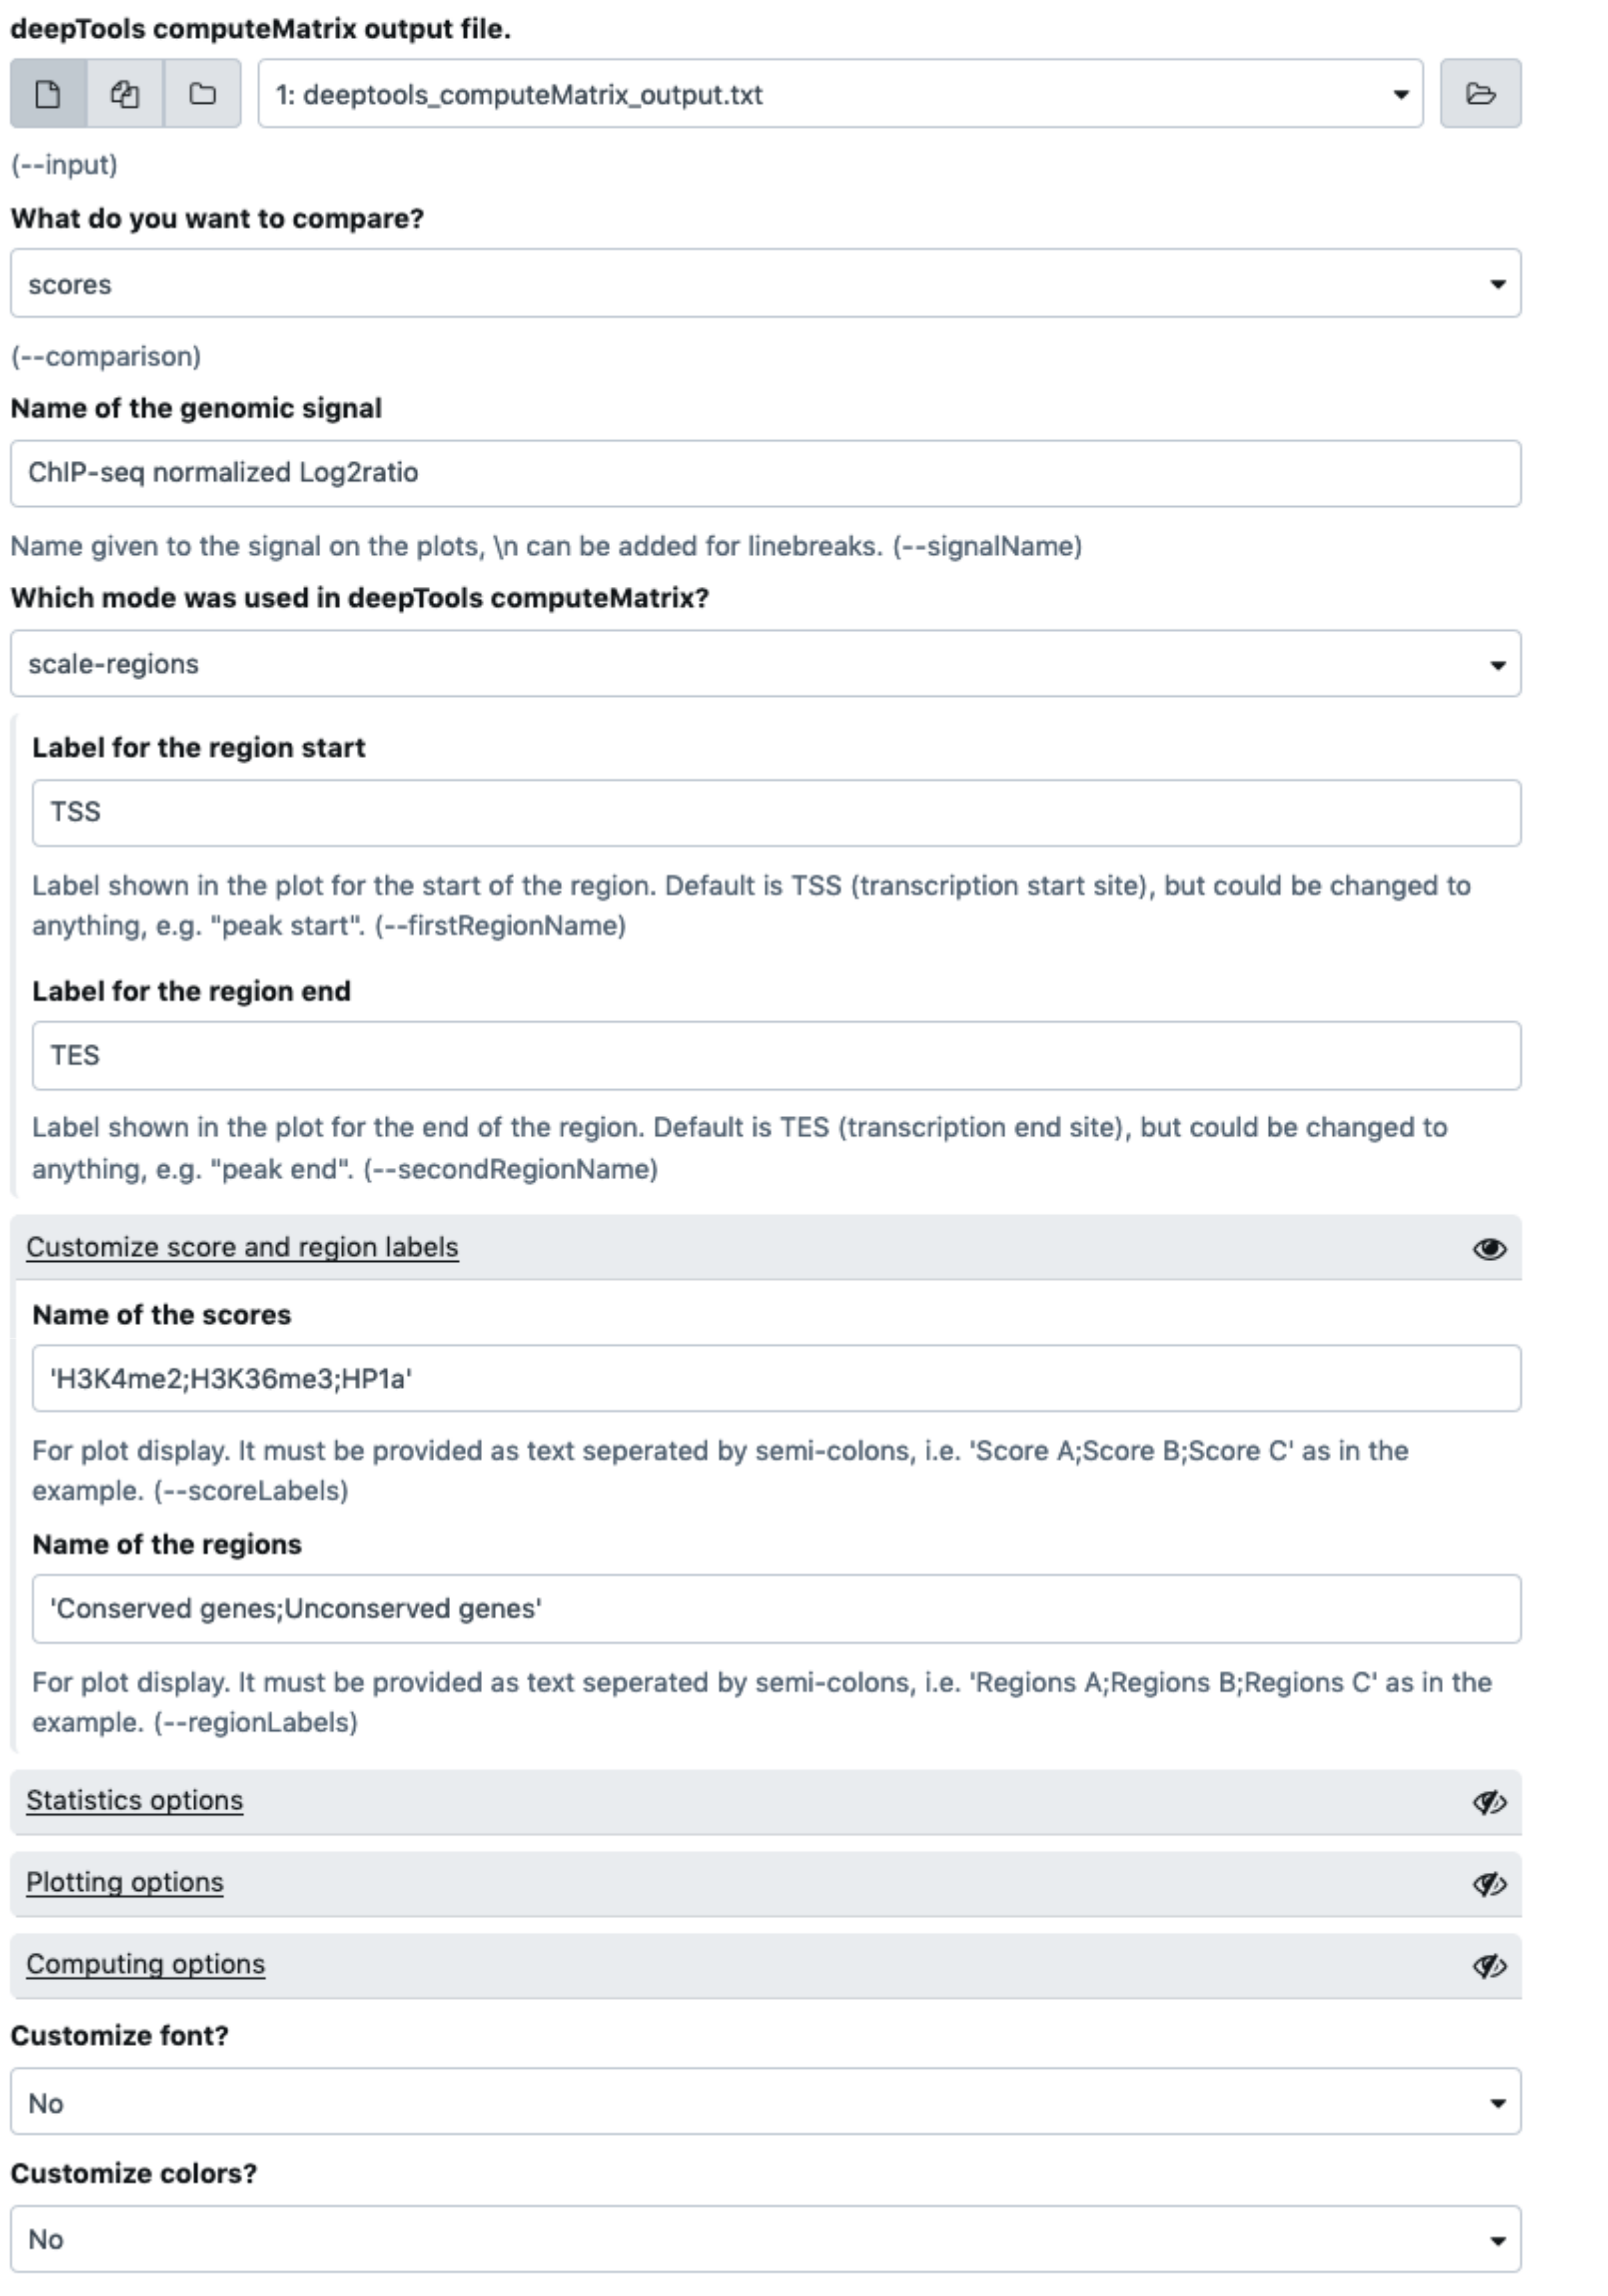 deepTools computeMatrix output file.
1: deeptools_computeMatrix_output.txt
(--input)
What do you want to compare?
scores
(--comparison)
Name of the genomic signal
ChIP-seq normalized Log2ratio
Name given to the signal on the plots, \n can be added for linebreaks. (--signalName)
Which mode was used in deepTools computeMatrix?
scale-regions
Label for the region start
TSS
Label shown in the plot for the start of the region. Default is TSS (transcription start site), but could be changed to
anything, e.g. "peak start". (--firstRegionName)
Label for the region end
TES
Label shown in the plot for the end of the region. Default is TES (transcription end site), but could be changed to
anything, e.g. "peak end". (--secondRegionName)
Customize score and region labels
Name of the scores
'H3K4me2;H3K36me3;HP1a'
For plot display. It must be provided as text seperated by semi-colons, i.e. 'Score A;Score B;Score C' as in the
example. (--scoreLabels)
Name of the regions
'Conserved genes;Unconserved genes'
For plot display. It must be provided as text seperated by semi-colons, i.e. 'Regions A;Regions B;Regions C' as in the
example. (--regionLabels)
Statistics options
Plotting options
Computing options
Customize font?
No
Customize colors?
No